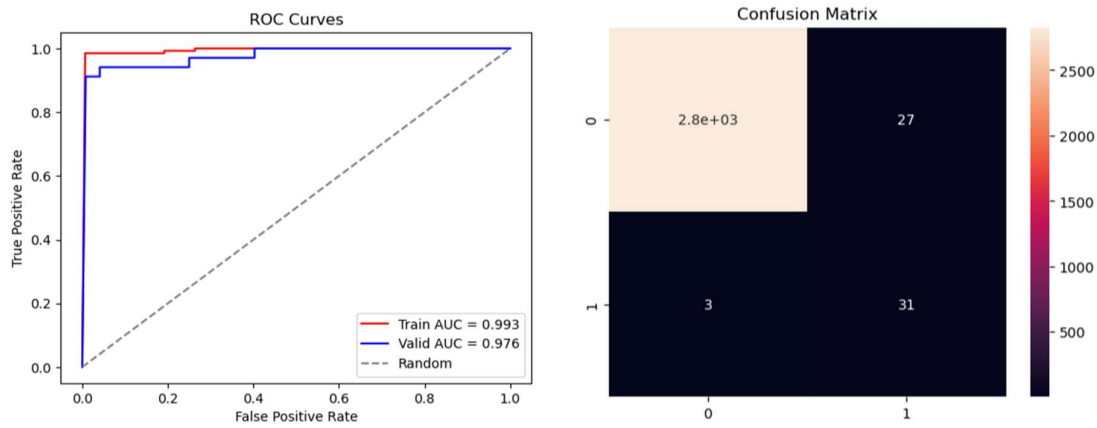 ROC Curves
1.0
0.8
0.6
0.4
0.2
0.0
True Positive Rate
0.0 0.2 0.4 0.6 0.8 1.0
False Positive Rate
Train AUC = 0.993
Valid AUC = 0.976
Random
Confusion Matrix
0
1
2.8e+03 27
3 31
0 1
2500
2000
1500
1000
500